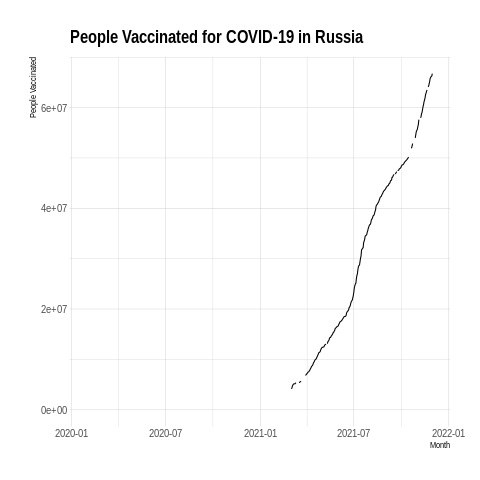 People Vaccinated for COVID-19 in Russia
People Vaccinated
6e+07
4e+07
2e+07
0e+00
2020-01
2020-07
2021-01
2021-07
2022-01
Month